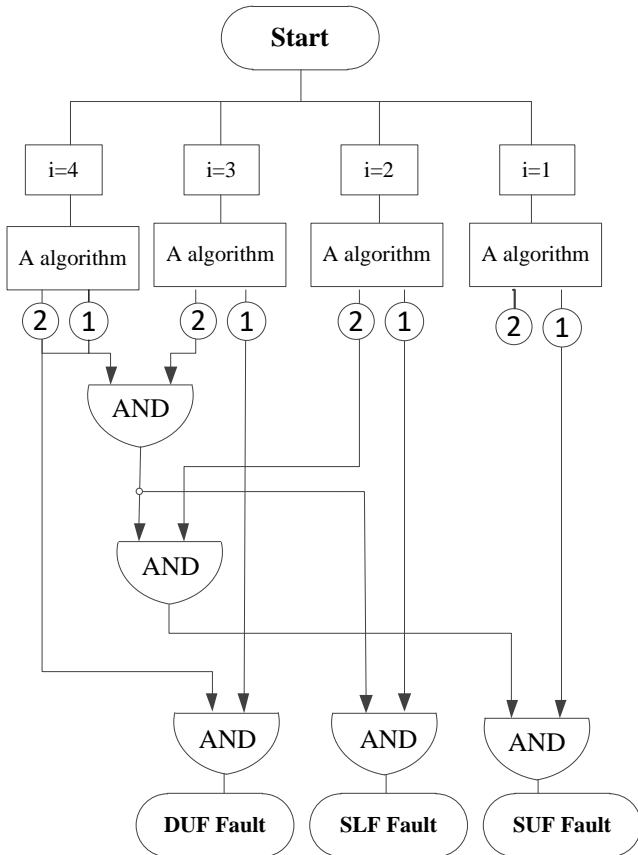 Start
i=4
i=3
i=2
i=1
A algorithm
A algorithm
A algorithm
A algorithm
2
1
2
1
2
1
2
1
AND
AND
AND
AND
AND
DUF Fault
SLF Fault
SUF Fault